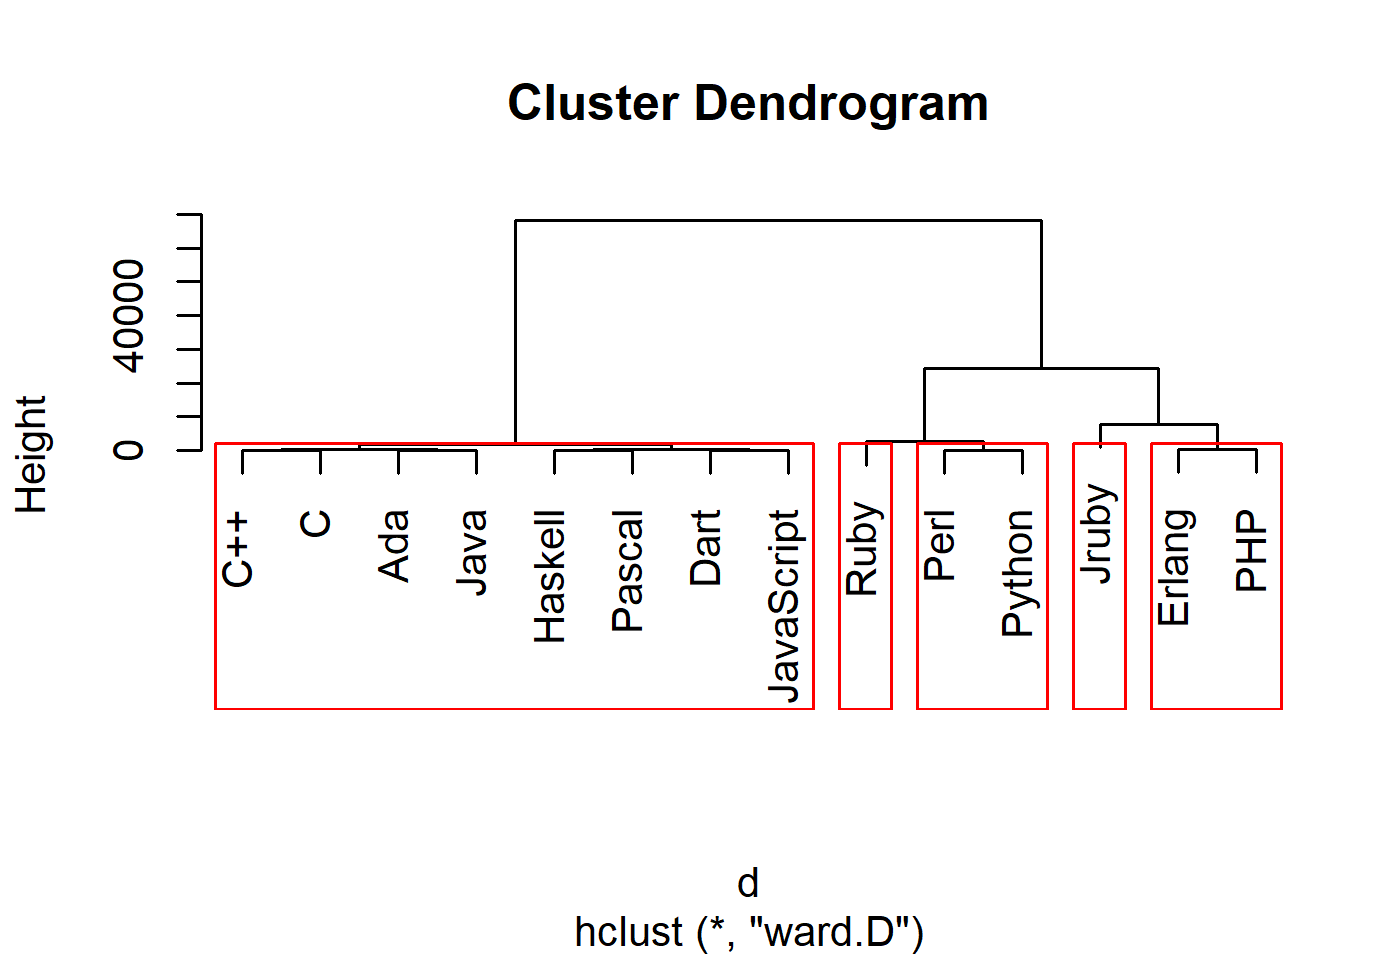 Cluster Dendrogram
Height
0
40000
C++
C
Ada
Java
Haskell
Pascal
Dart
JavaScript
Ruby
Perl
Python
Jruby
Erlang
PHP
d
hclust (*, "ward.D")